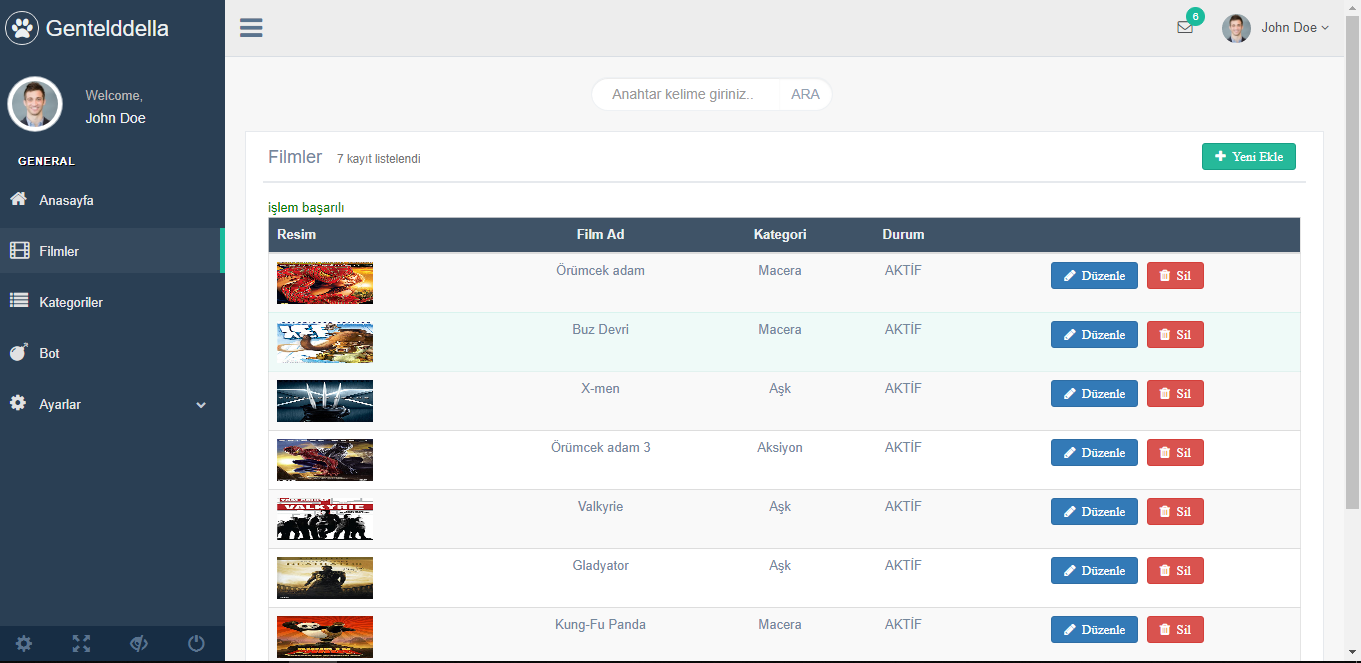 Gentelddella
6
John Doe
Welcome,
John Doe
GENERAL
Anasayfa
Filmler
Kategoriler
Bot
Ayarlar
Anahtar kelime giriniz..
ARA
Filmler 7 kayıt listelendi
Yeni Ekle
işlem başarılı
Resim Film Ad Kategori Durum
Örümcek adam Macera AKTİF Düzenle Sil
Buz Devri Macera AKTİF Düzenle Sil
X-men Aşk AKTİF Düzenle Sil
Örümcek adam 3 Aksiyon AKTİF Düzenle Sil
VALKYRIE
Valkyrie Aşk AKTİF Düzenle Sil
Gladyator Aşk AKTİF Düzenle Sil
Kung-Fu Panda Macera AKTİF Düzenle Sil